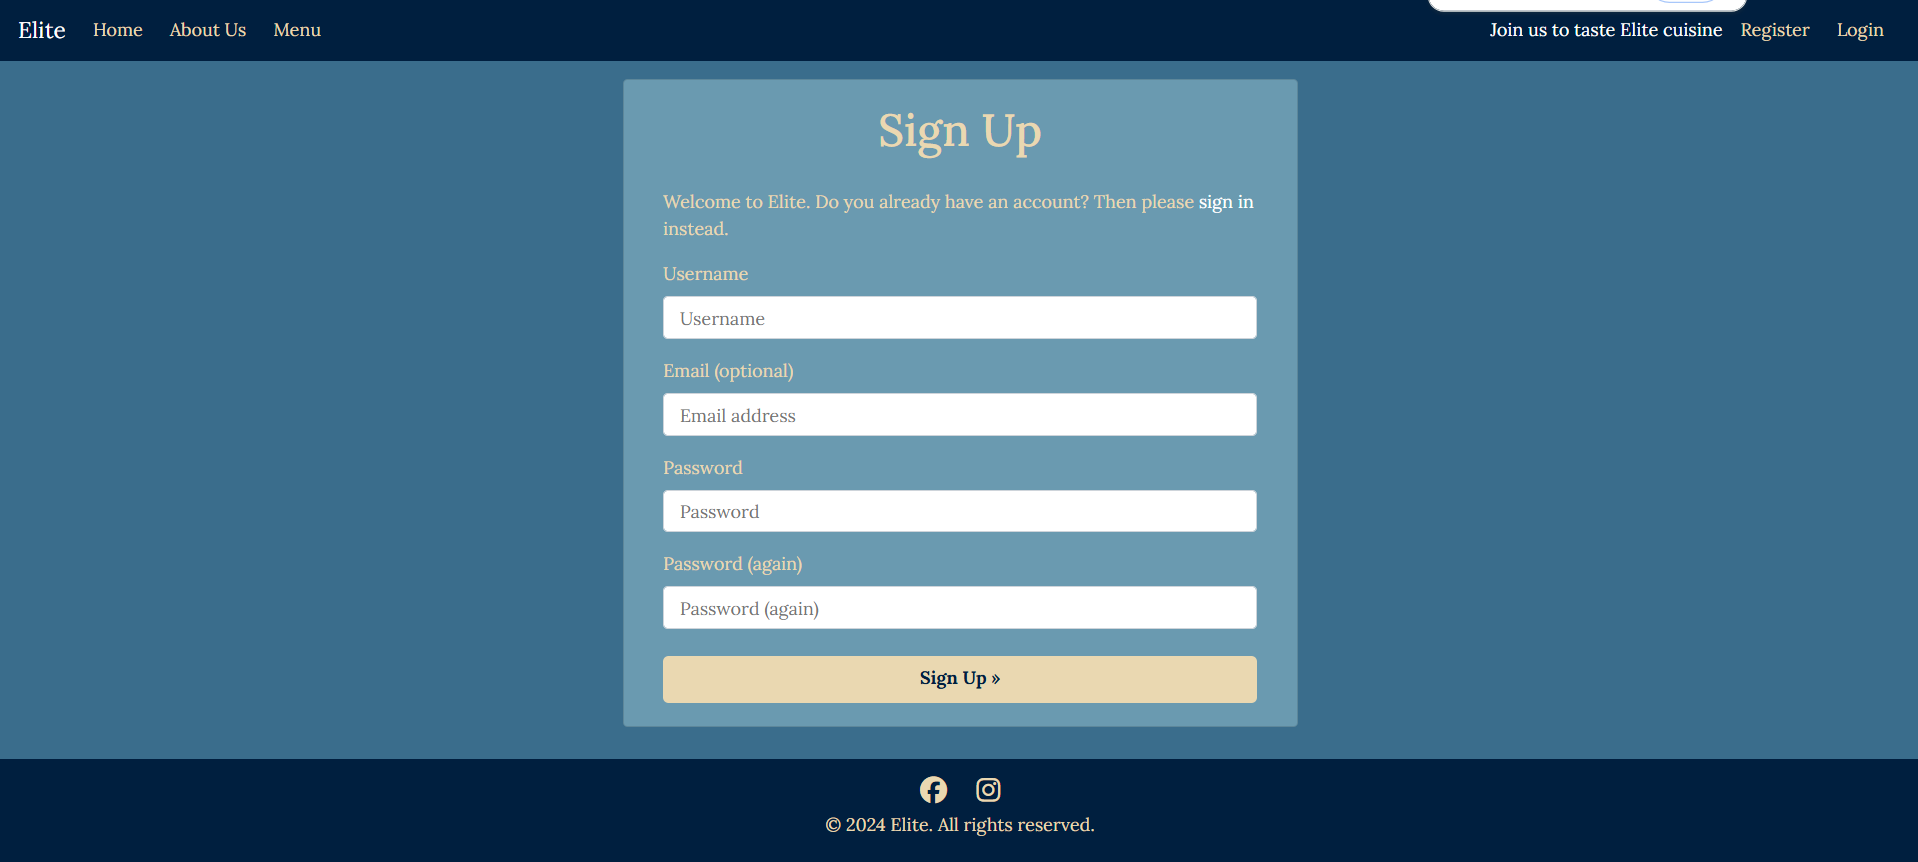 Elite Home About Us Menu Join us to taste Elite cuisine Register Login
Sign Up
Welcome to Elite. Do you already have an account? Then please sign in
instead.
Username
Username
Email (optional)
Email address
Password
Password
Password (again)
Password (again)
Sign Up »
© 2024 Elite. All rights reserved.